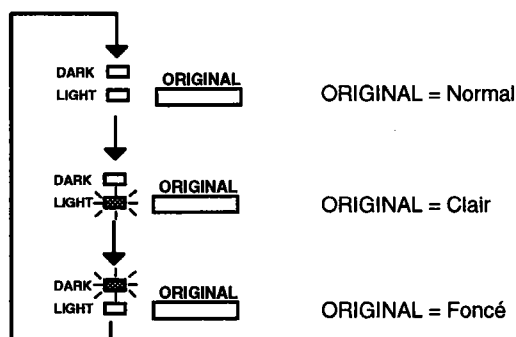 DARK
ORIGINAL
LIGHT
ORIGINAL = Normal
DARK
ORIGINAL
LIGHT
ORIGINAL = Clair
DARK
ORIGINAL
LIGHT
ORIGINAL = Foncé